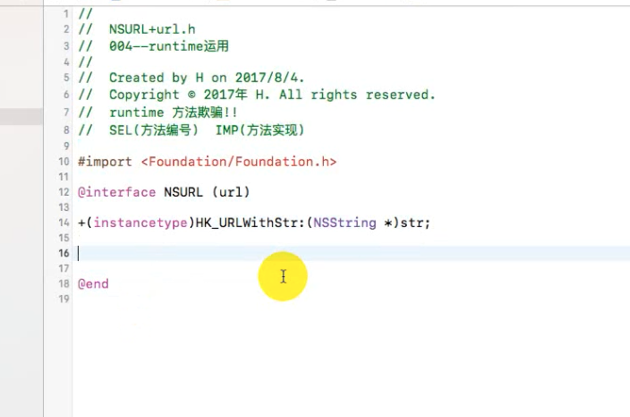 1 //
2 // NSURL+url.h
3 // 004--runtime运用
4 //
5 // Created by H on 2017/8/4.
6 // Copyright © 2017年 H. All rights reserved.
7 // runtime 方法欺骗!!
8 // SEL(方法编号) IMP(方法实现)
9
10 #import <Foundation/Foundation.h>
11
12 @interface NSURL (url)
13
14 +(instancetype)HK_URLWithStr:(NSString *)str;
15
16
17
18 @end
19